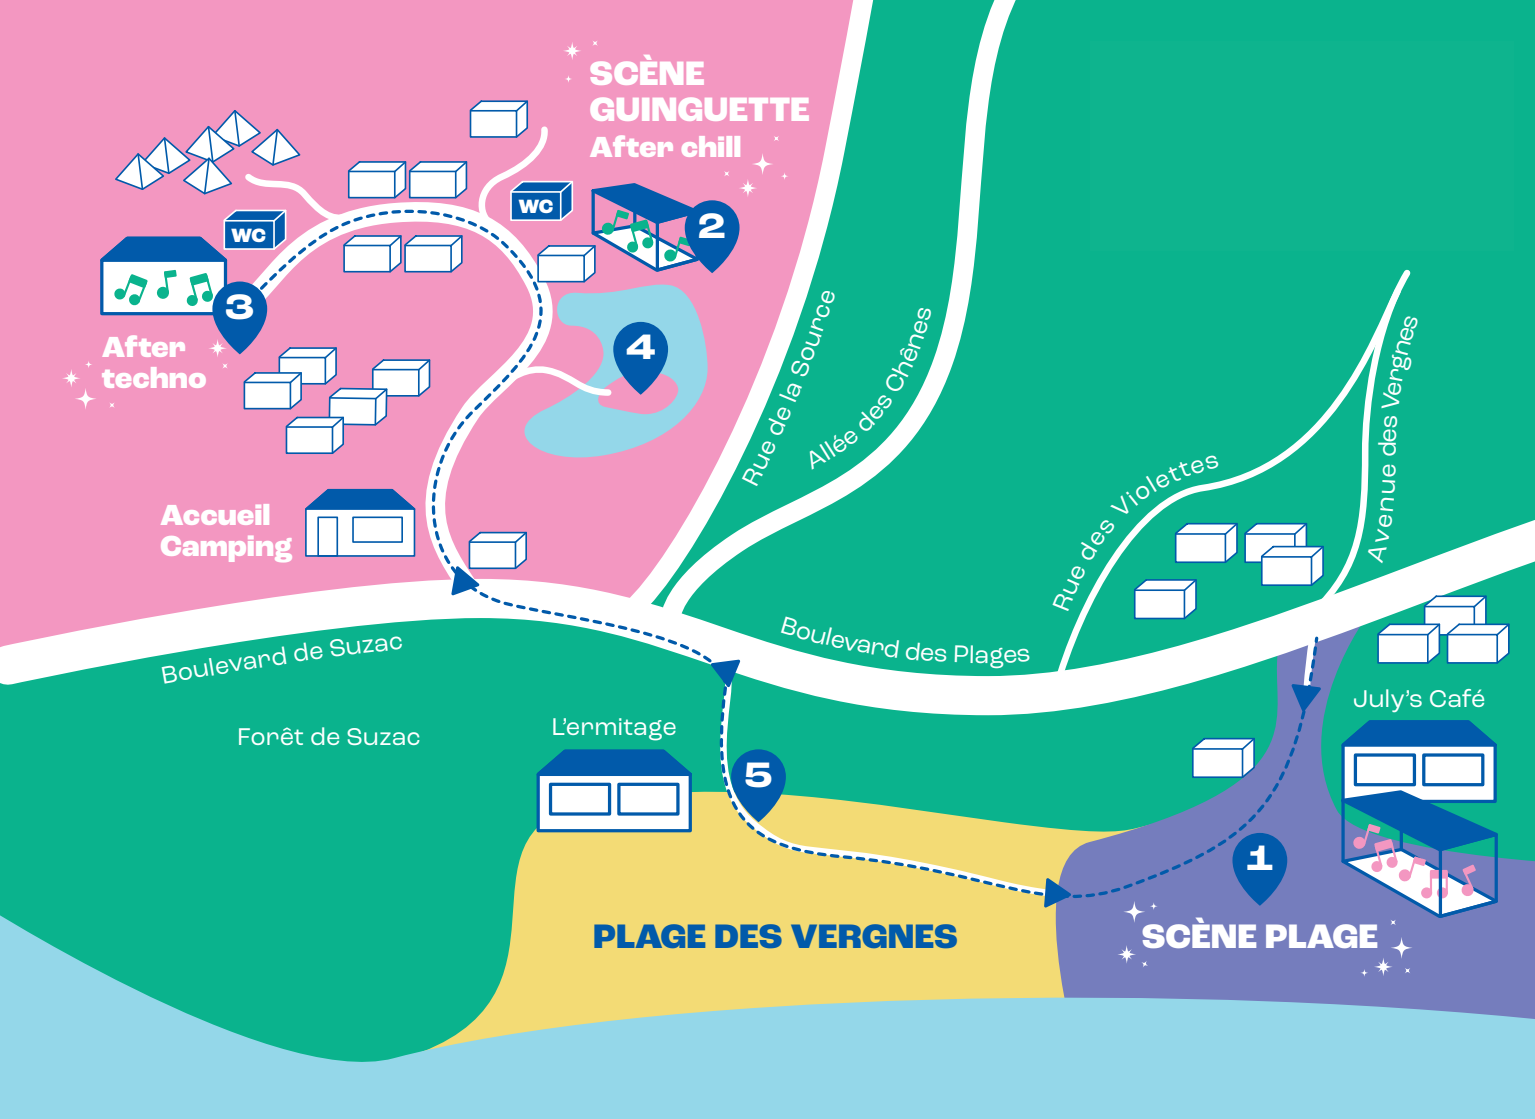 SCÈNE
GUINGUETTE
After chill
WC
WC
2
3
4
After
techno
Accueil
Camping
Rue de la Source
Allée des Chênes
Rue des Violettes
Avenue des Vergnes
Boulevard de Suzac
Boulevard des Plages
Forêt de Suzac
L'ermitage
July's Café
5
1
PLAGE DES VERGNES
SCÈNE PLAGE